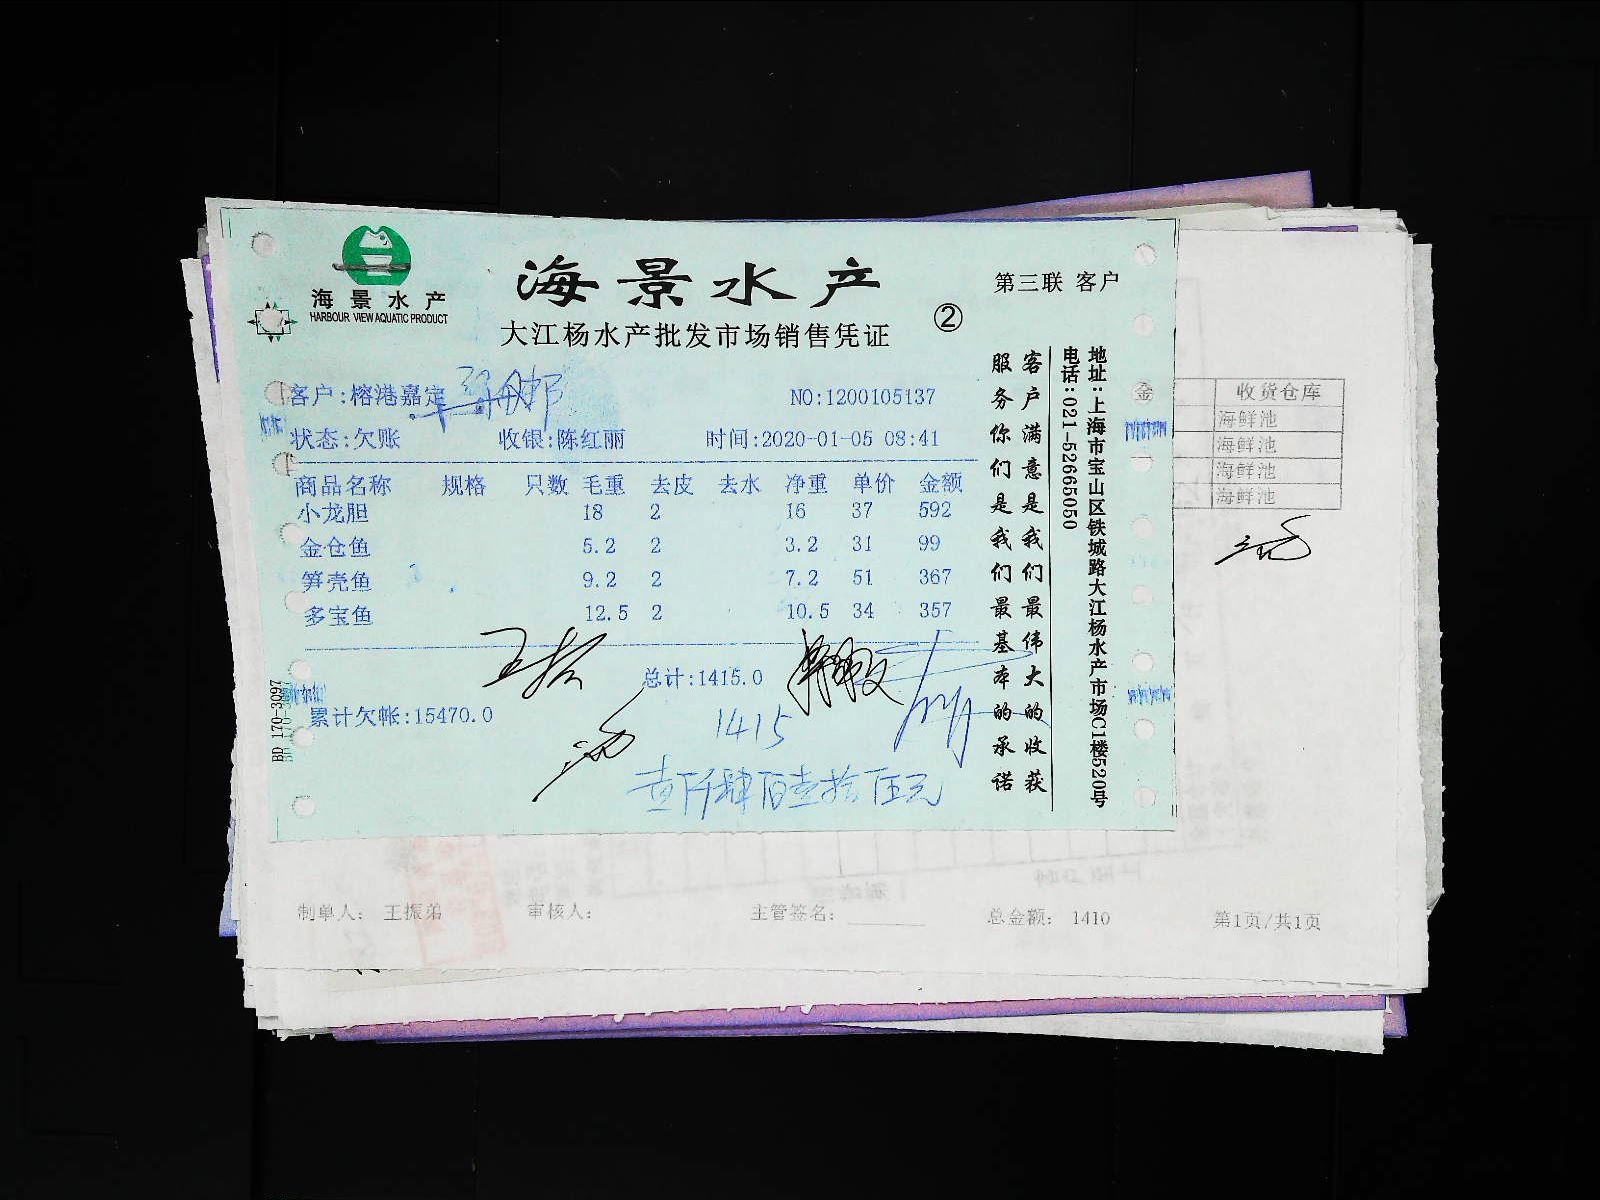 海景水产
HARBOUR VIEW AQUATIC PRODUCT
海景水产
大江杨水产批发市场销售凭证
②
第三联 客户
客户:榕港嘉定
NO:1200105137
状态:欠账 收银:陈红丽 时间:2020-01-05 08:41
商品名称 规格 只数 毛重 去皮 去水 净重 单价 金额
小龙胆 18 2 16 37 592
金仓鱼 5.2 2 3.2 31 99
笋壳鱼 9.2 2 7.2 51 367
多宝鱼 12.5 2 10.5 34 357
总计:1415.0
累计欠帐:15470.0
1415
壹仟肆佰壹拾伍元
客户满意是我们最伟大的收获
服务你们是我们最基本的承诺
地址:上海市宝山区铁城路大江杨水产市场C1楼520号
电话:021-52665050
BD 170-3097
金 收货仓库
海鲜池
海鲜池
海鲜池
海鲜池
制单人: 王振弟 审核人: 主管签名: 总金额: 1410 第1页/共1页